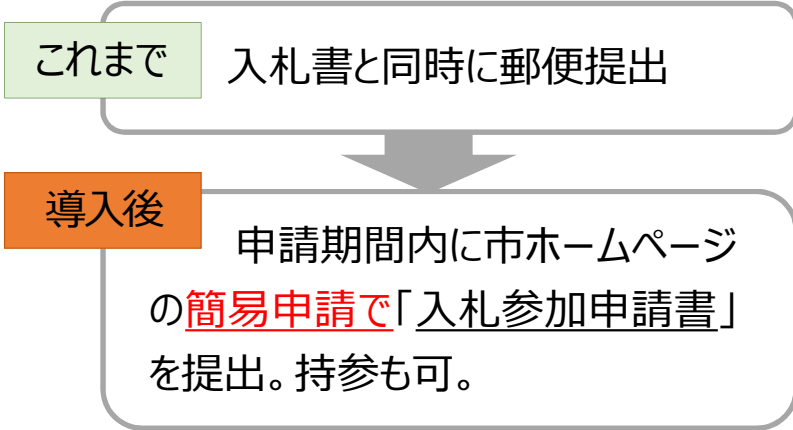 これまで
入札書と同時に郵便提出
導入後
申請期間内に市ホームページ
の簡易申請で「入札参加申請書」
を提出。持参も可。